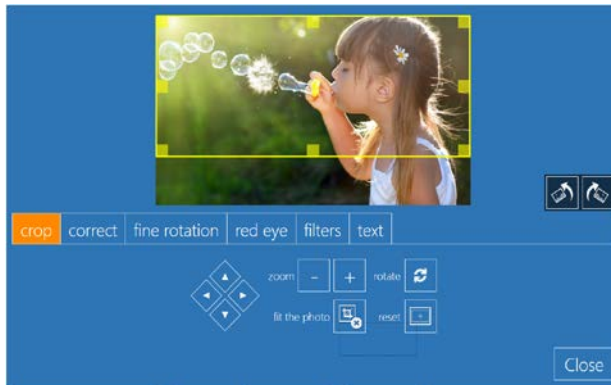 crop correct fine rotation red eye filters text
zoom - + rotate
fit the photo reset
Close